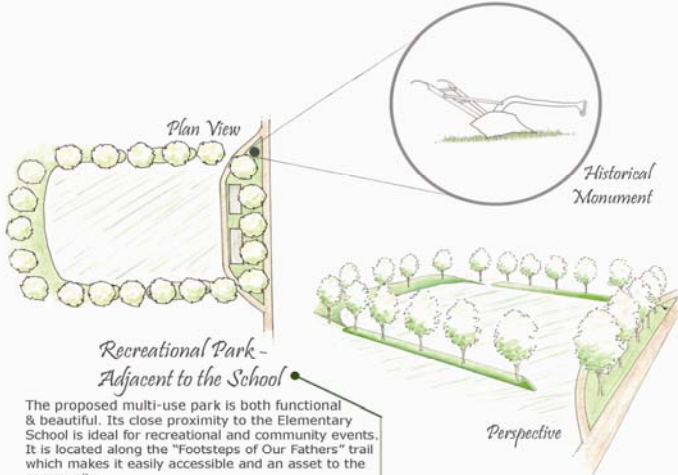 Plan View
Historical
Monument
Recreational Park -
Adjacent to the School
The proposed multi-use park is both functional
& beautiful. Its close proximity to the Elementary
School is ideal for recreational and community events.
It is located along the “Footsteps of Our Fathers” trail
which makes it easily accessible and an asset to the
Perspective